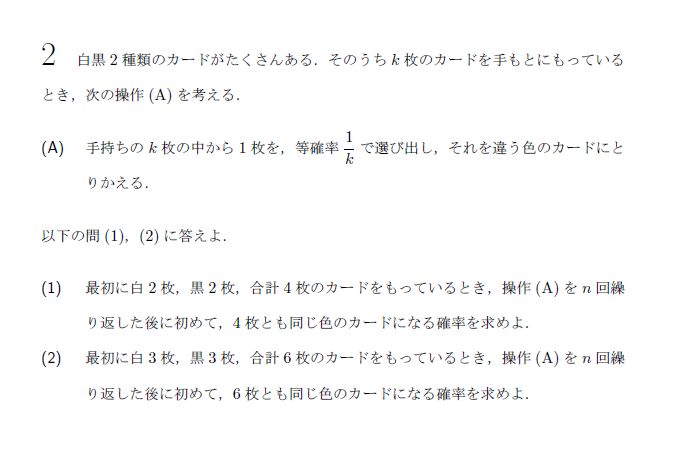 2 白黒2種類のカードがたくさんある．そのうち k 枚のカードを手もとにもっている
とき，次の操作 (A) を考える．
(A) 手持ちの k 枚の中から 1 枚を，等確率 1/k で選び出し，それを違う色のカードにと
りかえる．
以下の問 (1)，(2) に答えよ．
(1) 最初に白 2 枚，黒 2 枚，合計 4 枚のカードをもっているとき，操作 (A) を n 回繰
り返した後に初めて，4 枚とも同じ色のカードになる確率を求めよ．
(2) 最初に白 3 枚，黒 3 枚，合計 6 枚のカードをもっているとき，操作 (A) を n 回繰
り返した後に初めて，6 枚とも同じ色のカードになる確率を求めよ．